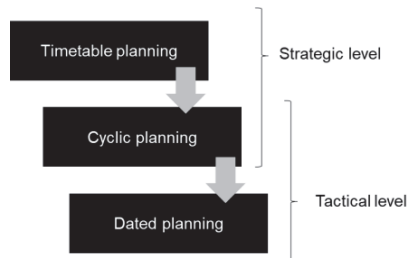 Timetable planning
Strategic level
Cyclic planning
Tactical level
Dated planning